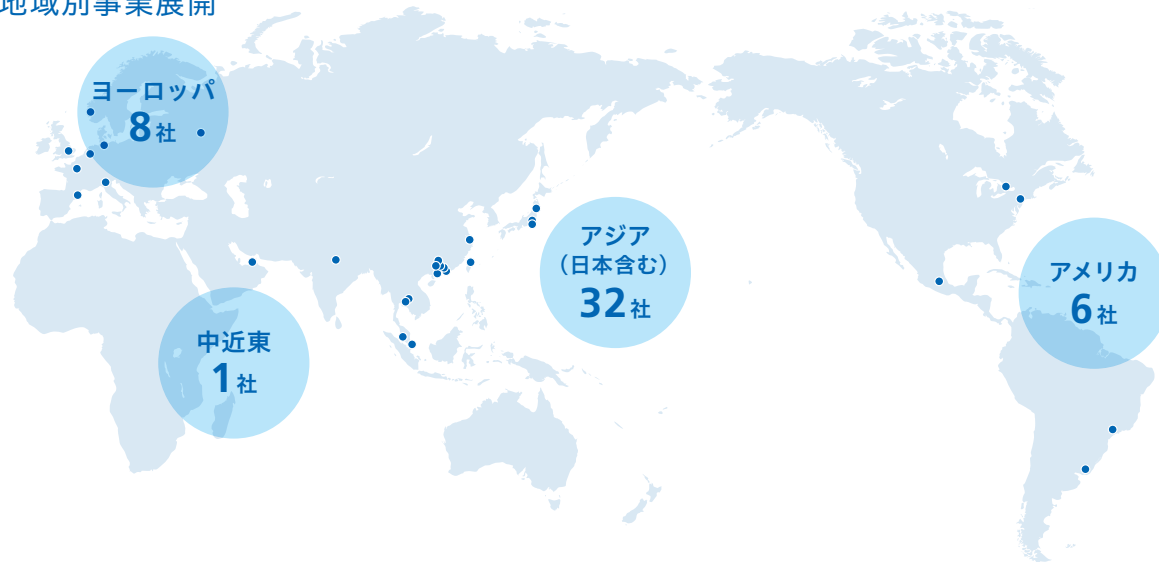 地域別事業展開
ヨーロッパ
8社
アジア
（日本含む）
32社
アメリカ
6社
中近東
1社